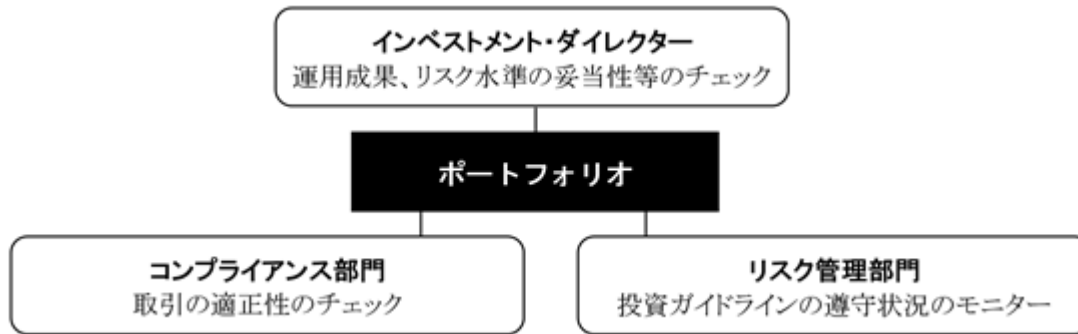 インベストメント・ダイレクター
運用成果、リスク水準の妥当性等のチェック
ポートフォリオ
コンプライアンス部門
取引の適正性のチェック
リスク管理部門
投資ガイドラインの遵守状況のモニター